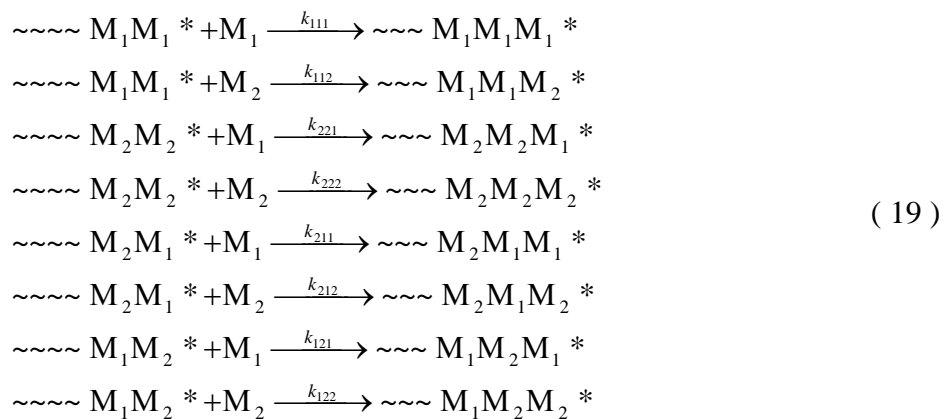 ~~~~ M₁M₁ * +M₁ —k₁₁₁→ ~~~ M₁M₁M₁ *
~~~~ M₁M₁ * +M₂ —k₁₁₂→ ~~~ M₁M₁M₂ *
~~~~ M₂M₂ * +M₁ —k₂₂₁→ ~~~ M₂M₂M₁ *
~~~~ M₂M₂ * +M₂ —k₂₂₂→ ~~~ M₂M₂M₂ *
( 19 )
~~~~ M₂M₁ * +M₁ —k₂₁₁→ ~~~ M₂M₁M₁ *
~~~~ M₂M₁ * +M₂ —k₂₁₂→ ~~~ M₂M₁M₂ *
~~~~ M₁M₂ * +M₁ —k₁₂₁→ ~~~ M₁M₂M₁ *
~~~~ M₁M₂ * +M₂ —k₁₂₂→ ~~~ M₁M₂M₂ *